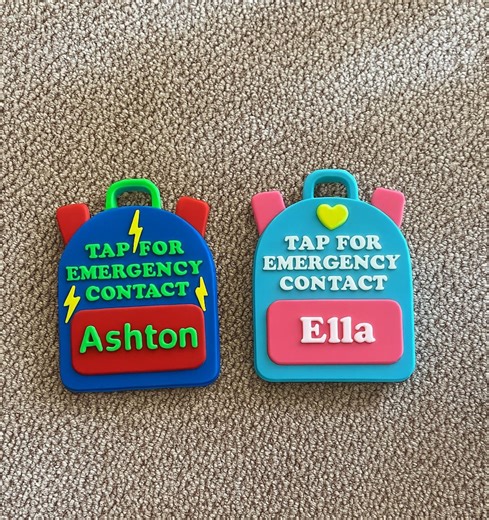 TAP FOR
EMERGENCY
CONTACT
Ashton
TAP FOR
EMERGENCY
CONTACT
Ella